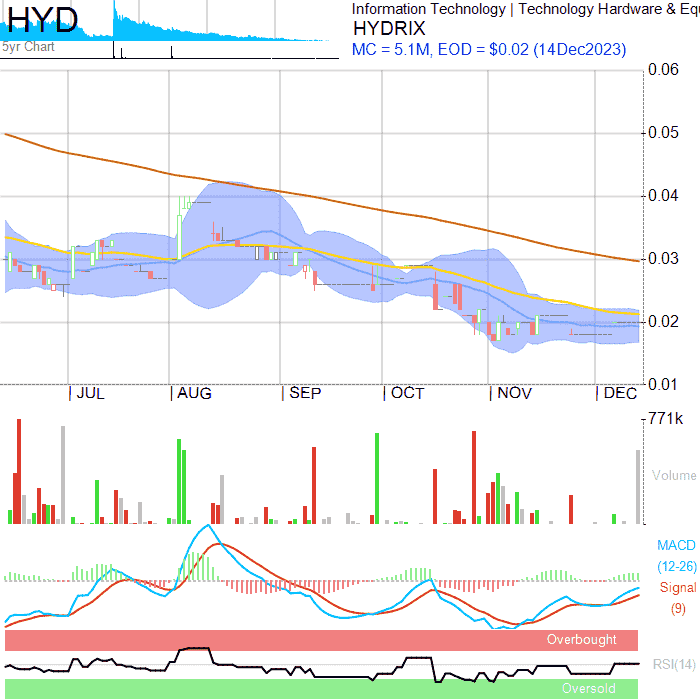 HYD
5yr Chart
Information Technology | Technology Hardware & Equ
HYDRIX
MC = 5.1M, EOD = $0.02 (14Dec2023)
0.06
0.05
0.04
0.03
0.02
0.01
JUL AUG SEP OCT NOV DEC
771k
Volume
MACD
(12-26)
Signal
(9)
Overbought
RSI(14)
Oversold